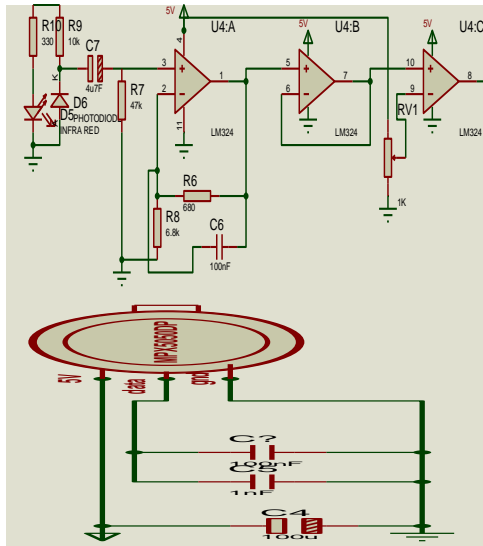 5V
5V
5V
U4:A
U4:B
U4:C
R10
330
R9
10k
C7
4u7F
K
D6
D5
PHOTODIODE
INFRA RED
R7
47k
4
3
2
1
11
LM324
5
6
7
LM324
10
9
8
LM324
RV1
1K
R6
680
R8
6.8k
C6
100nF
MPX5050DP
5V
data
gnd
C?
100nF
C5
1nF
C4
100u